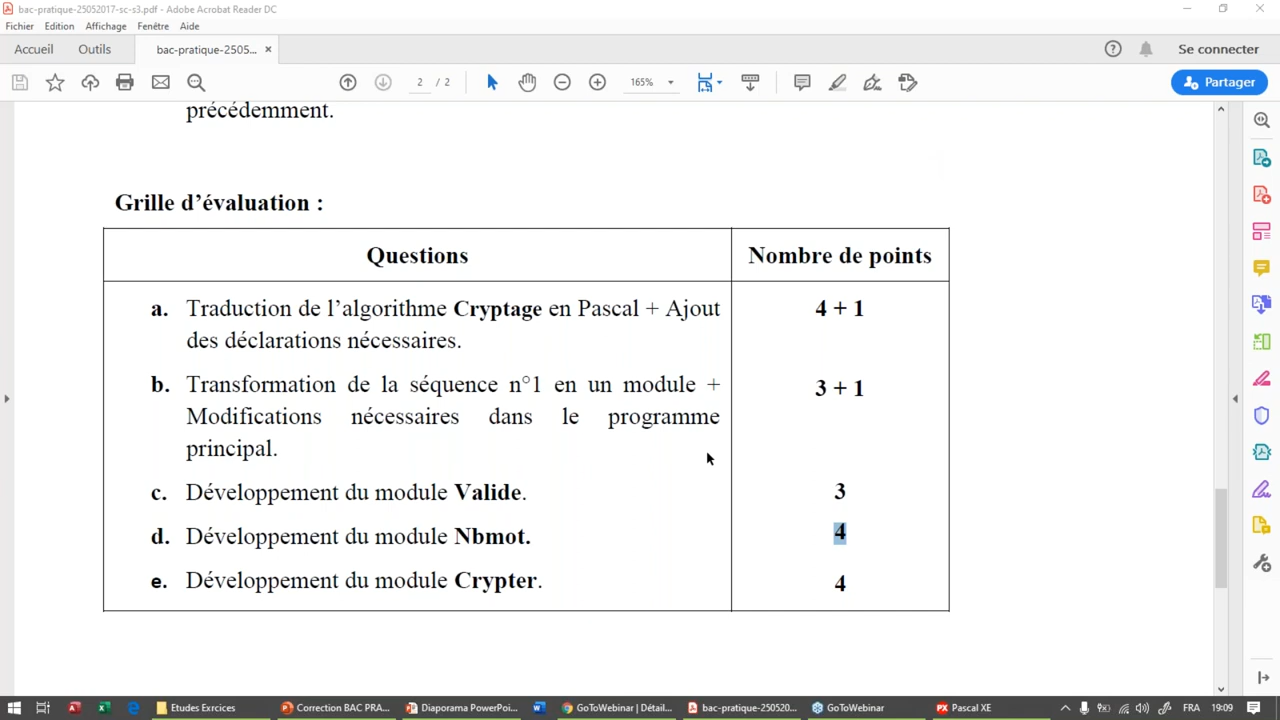 bac-pratique-25052017-sc-s3.pdf - Adobe Acrobat Reader DC
Fichier Edition Affichage Fenêtre Aide
Accueil Outils bac-pratique-2505... × Se connecter
2 / 2 165% Partager
précédemment.
Grille d’évaluation :
Questions Nombre de points
a. Traduction de l’algorithme Cryptage en Pascal + Ajout 4 + 1
des déclarations nécessaires.
b. Transformation de la séquence n°1 en un module + 3 + 1
Modifications nécessaires dans le programme
principal.
c. Développement du module Valide. 3
d. Développement du module Nbmot. 4
e. Développement du module Crypter. 4
Etudes Exrcices Correction BAC PRA... Diaporama PowerPoi... GoToWebinar | Détail... bac-pratique-250520... GoToWebinar Pascal XE FRA 19:09